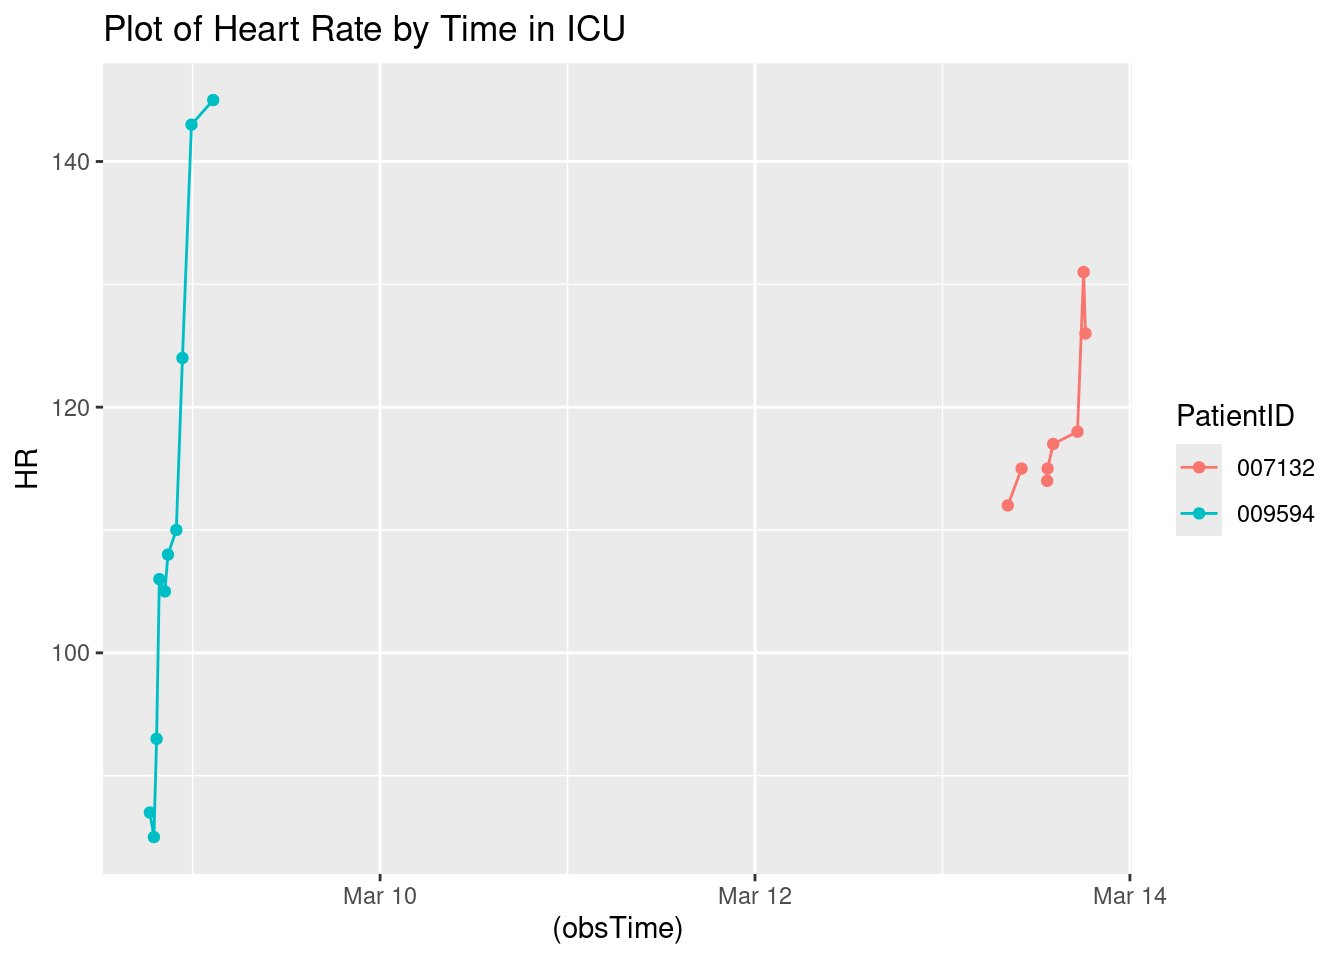 Plot of Heart Rate by Time in ICU
140
120
100
HR
Mar 10
Mar 12
Mar 14
(obsTime)
PatientID
007132
009594